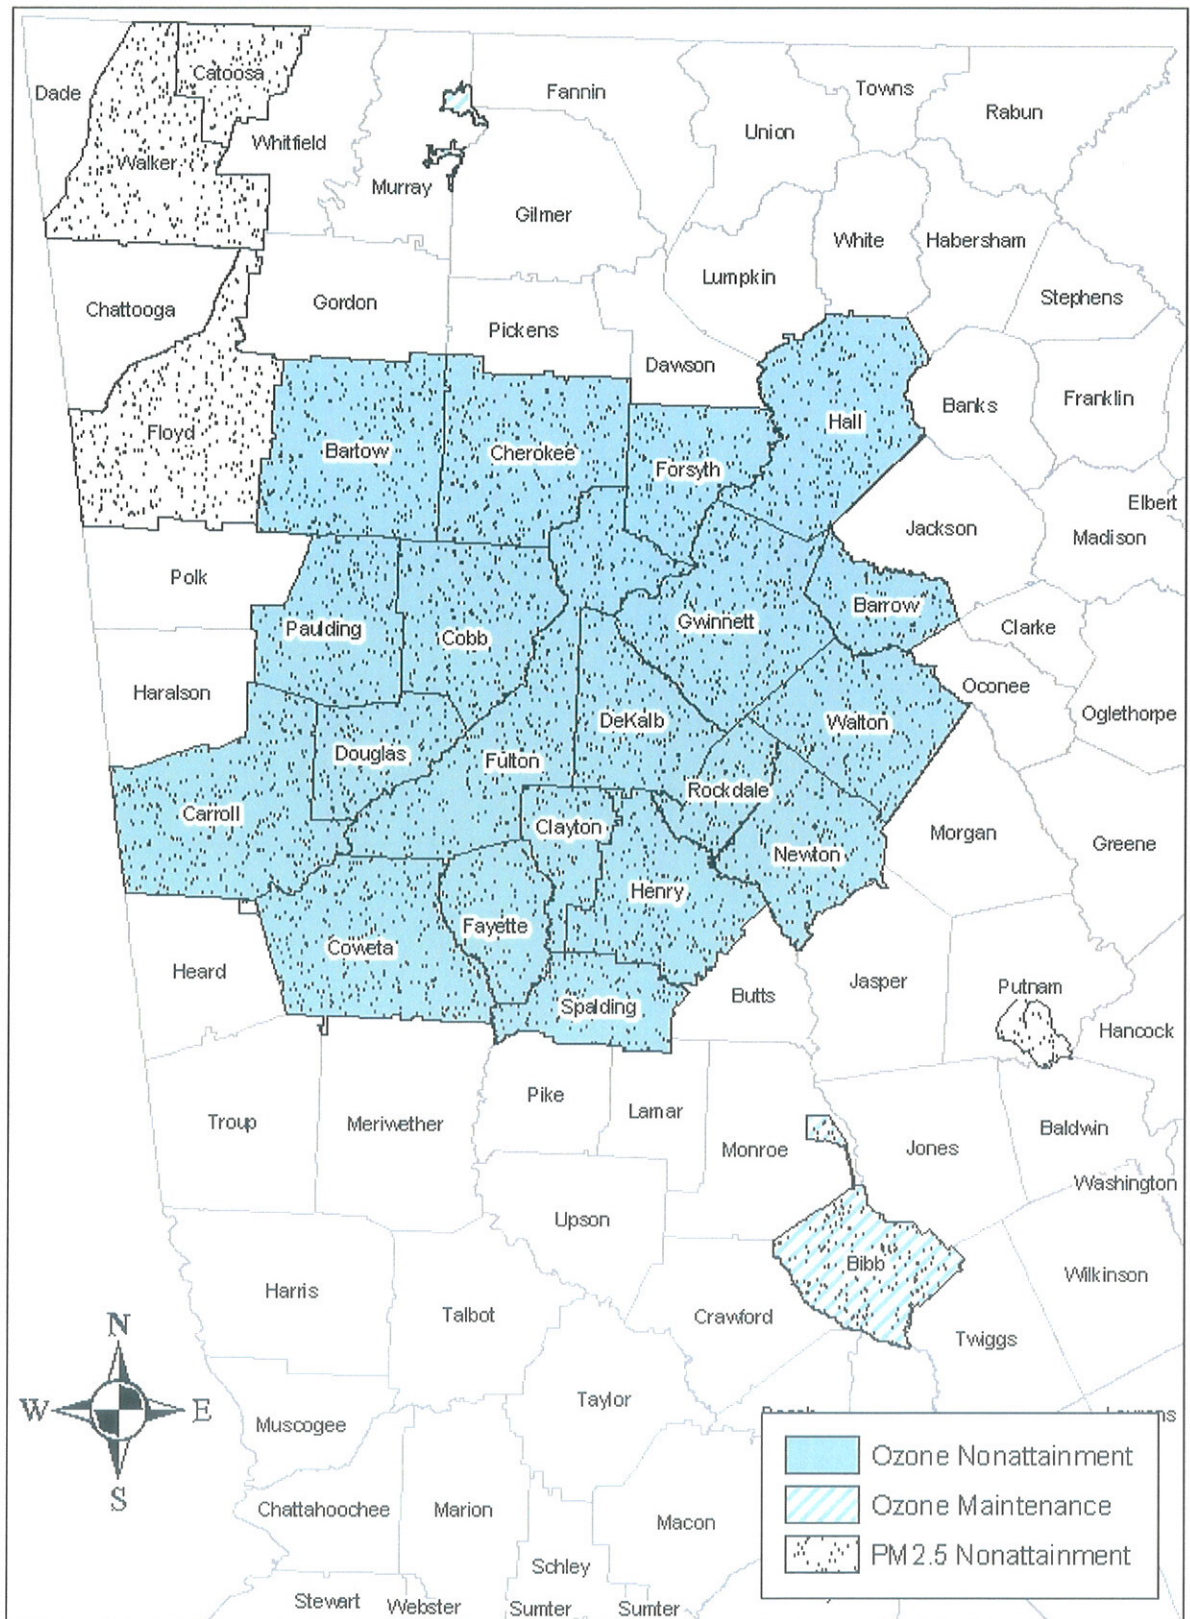 Dade
Catoosa
Fannin
Towns
Rabun
Union
Whitfield
Walker
Murray
Gilmer
White
Habersham
Lumpkin
Stephens
Chattooga
Gordon
Pickens
Dawson
Banks
Franklin
Hall
Floyd
Bartow
Cherokee
Forsyth
Elbert
Jackson
Madison
Polk
Barrow
Paulding
Cobb
Gwinnett
Clarke
Haralson
Oconee
Oglethorpe
DeKalb
Walton
Douglas
Fulton
Rockdale
Carroll
Clayton
Morgan
Greene
Newton
Henry
Fayette
Coweta
Heard
Jasper
Putnam
Butts
Spalding
Hancock
Pike
Lamar
Troup
Meriwether
Baldwin
Monroe
Jones
Washington
Upson
Bibb
Wilkinson
Harris
Talbot
Crawford
Twiggs
N
W
E
S
Taylor
Muscogee
Chattahoochee
Marion
Macon
Schley
Stewart
Webster
Sumter
Sumter
Ozone Nonattainment
Ozone Maintenance
PM2.5 Nonattainment